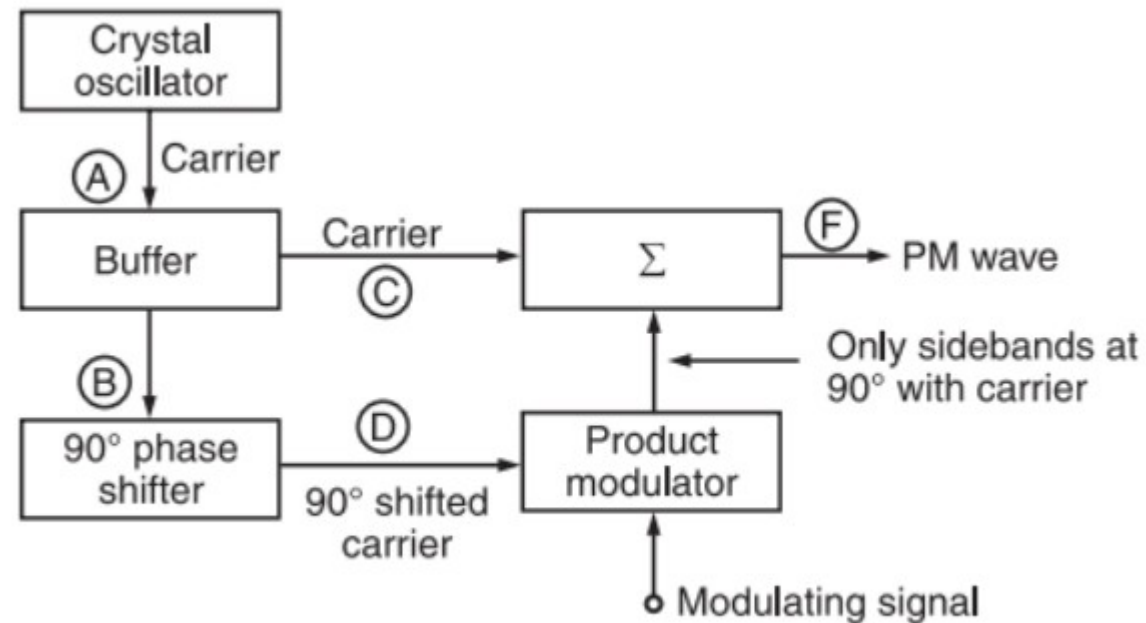 Crystal
oscillator
A
Carrier
Buffer
Carrier
C
Σ
F
PM wave
B
Only sidebands at
90° with carrier
90° phase
shifter
D
90° shifted
carrier
Product
modulator
Modulating signal